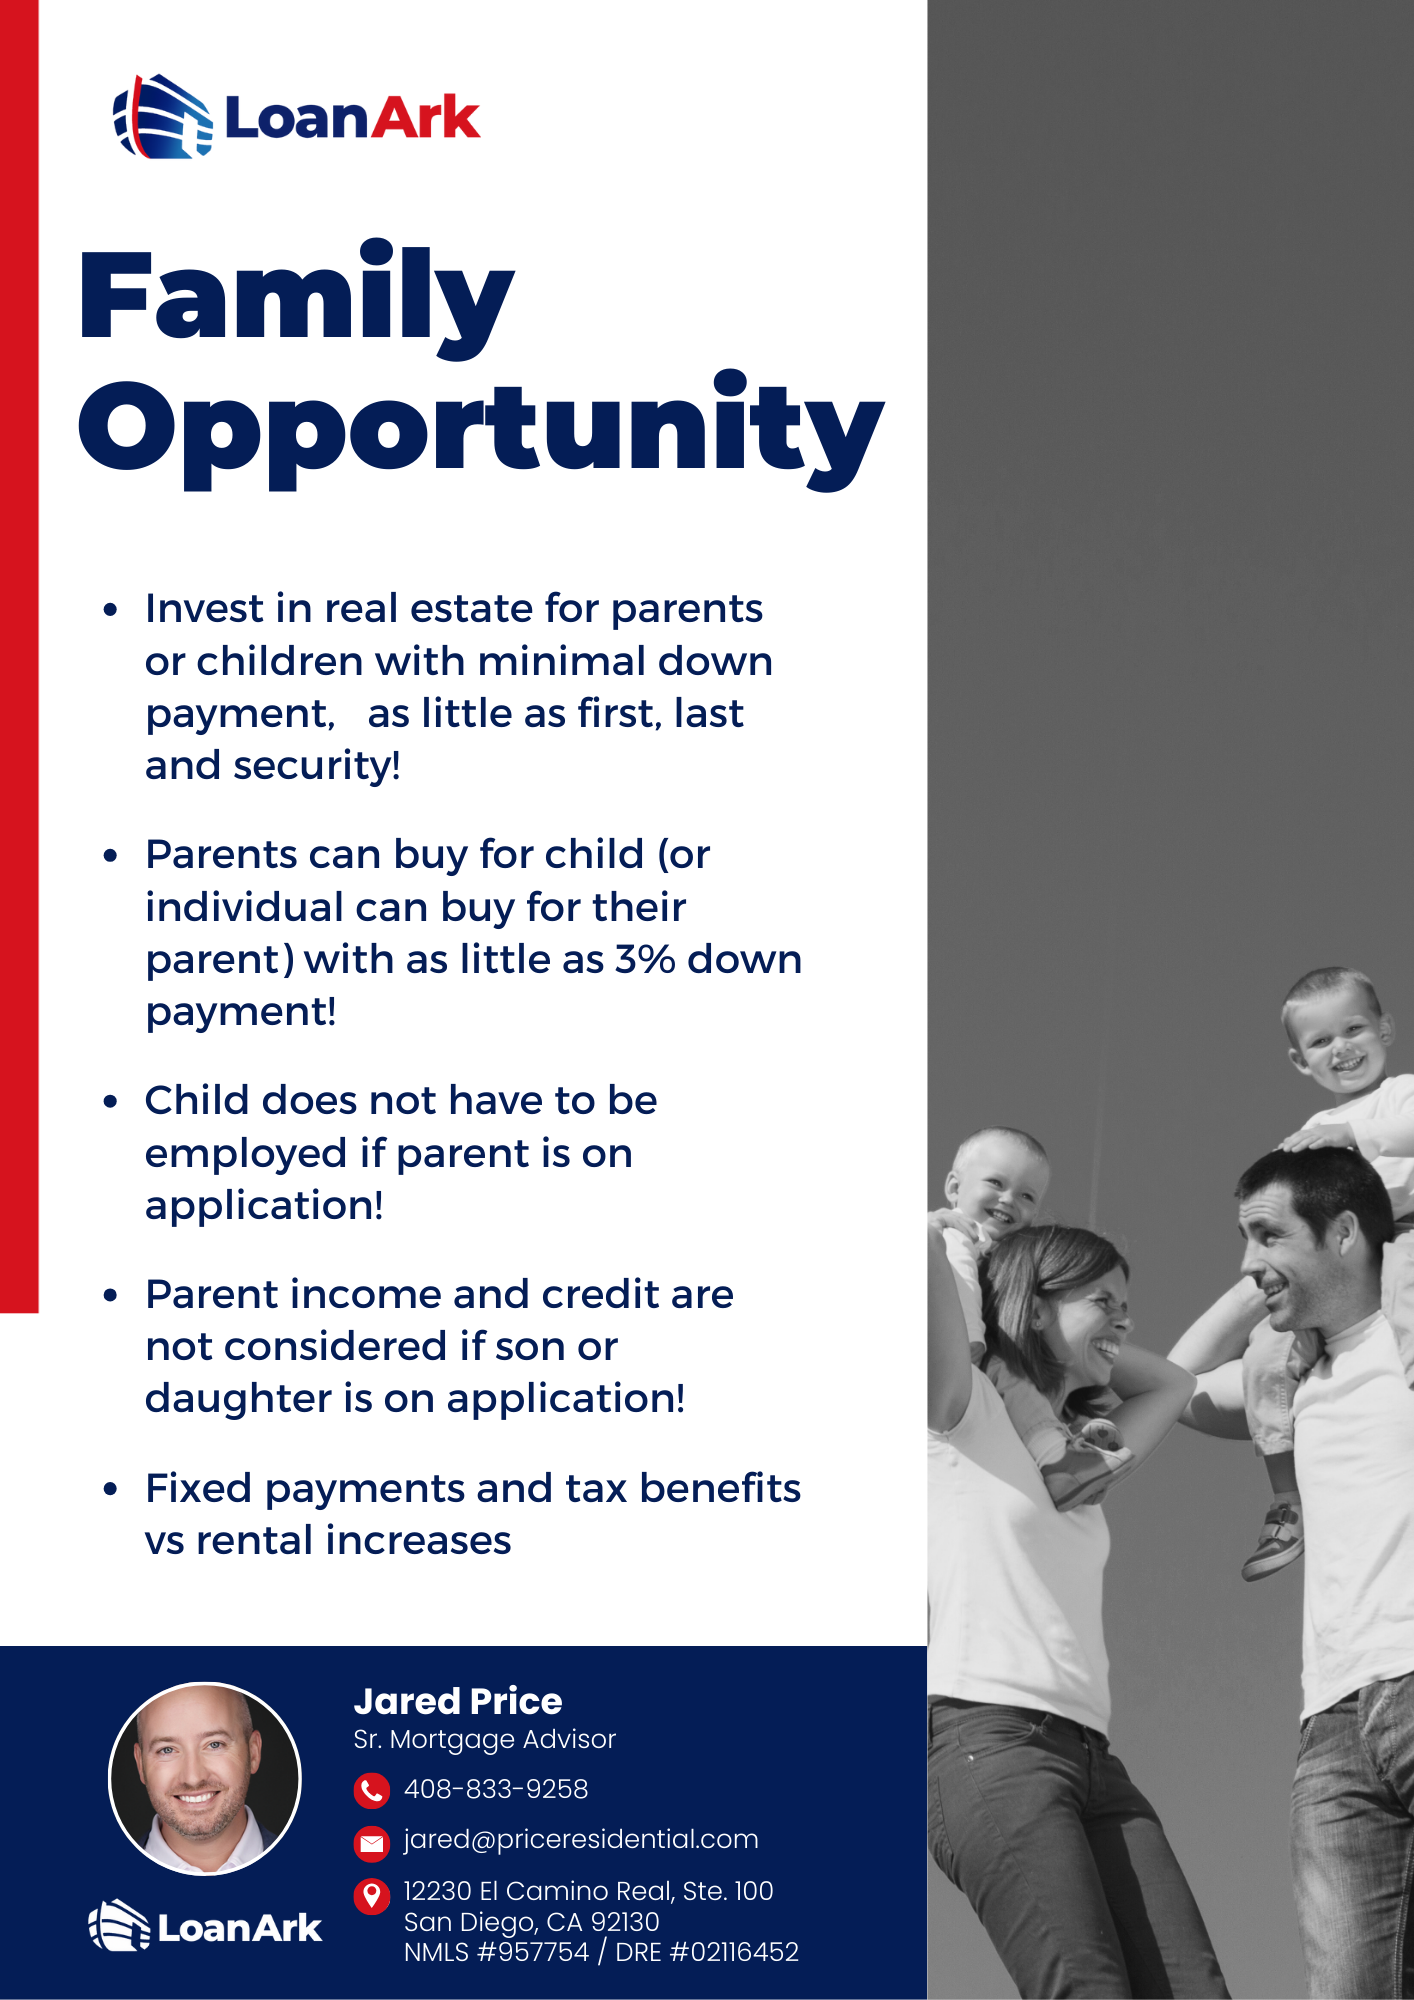 LoanArk
Family
Opportunity
• Invest in real estate for parents
or children with minimal down
payment,   as little as first, last
and security!
• Parents can buy for child (or
individual can buy for their
parent) with as little as 3% down
payment!
• Child does not have to be
employed if parent is on
application!
• Parent income and credit are
not considered if son or
daughter is on application!
• Fixed payments and tax benefits
vs rental increases
Jared Price
Sr. Mortgage Advisor
408-833-9258
jared@priceresidential.com
12230 El Camino Real, Ste. 100
San Diego, CA 92130
NMLS #957754 / DRE #02116452
LoanArk